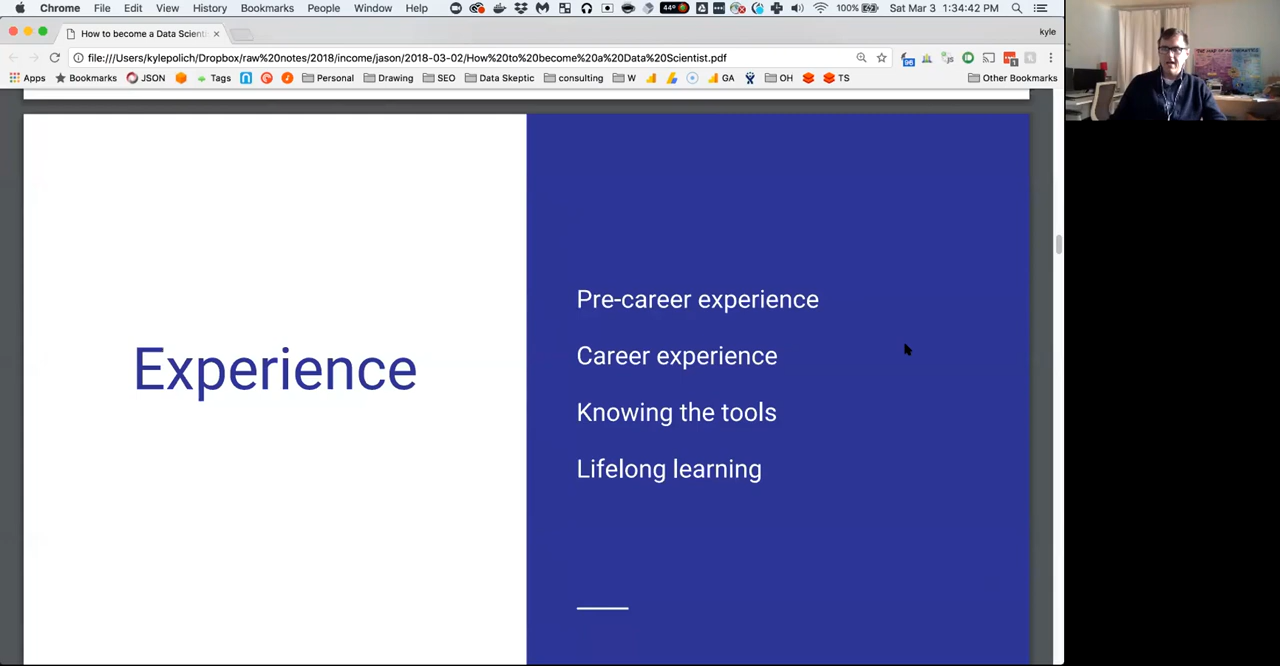 Chrome File Edit View History Bookmarks People Window Help 44° 100% Sat Mar 3 1:34:42 PM
How to become a Data Scienti × kyle
file:///Users/kylepolich/Dropbox/raw%20notes/2018/income/jason/2018-03-02/How%20to%20become%20a%20Data%20Scientist.pdf
Apps Bookmarks JSON Tags Personal Drawing SEO Data Skeptic consulting W GA OH TS Other Bookmarks
Experience
Pre-career experience
Career experience
Knowing the tools
Lifelong learning